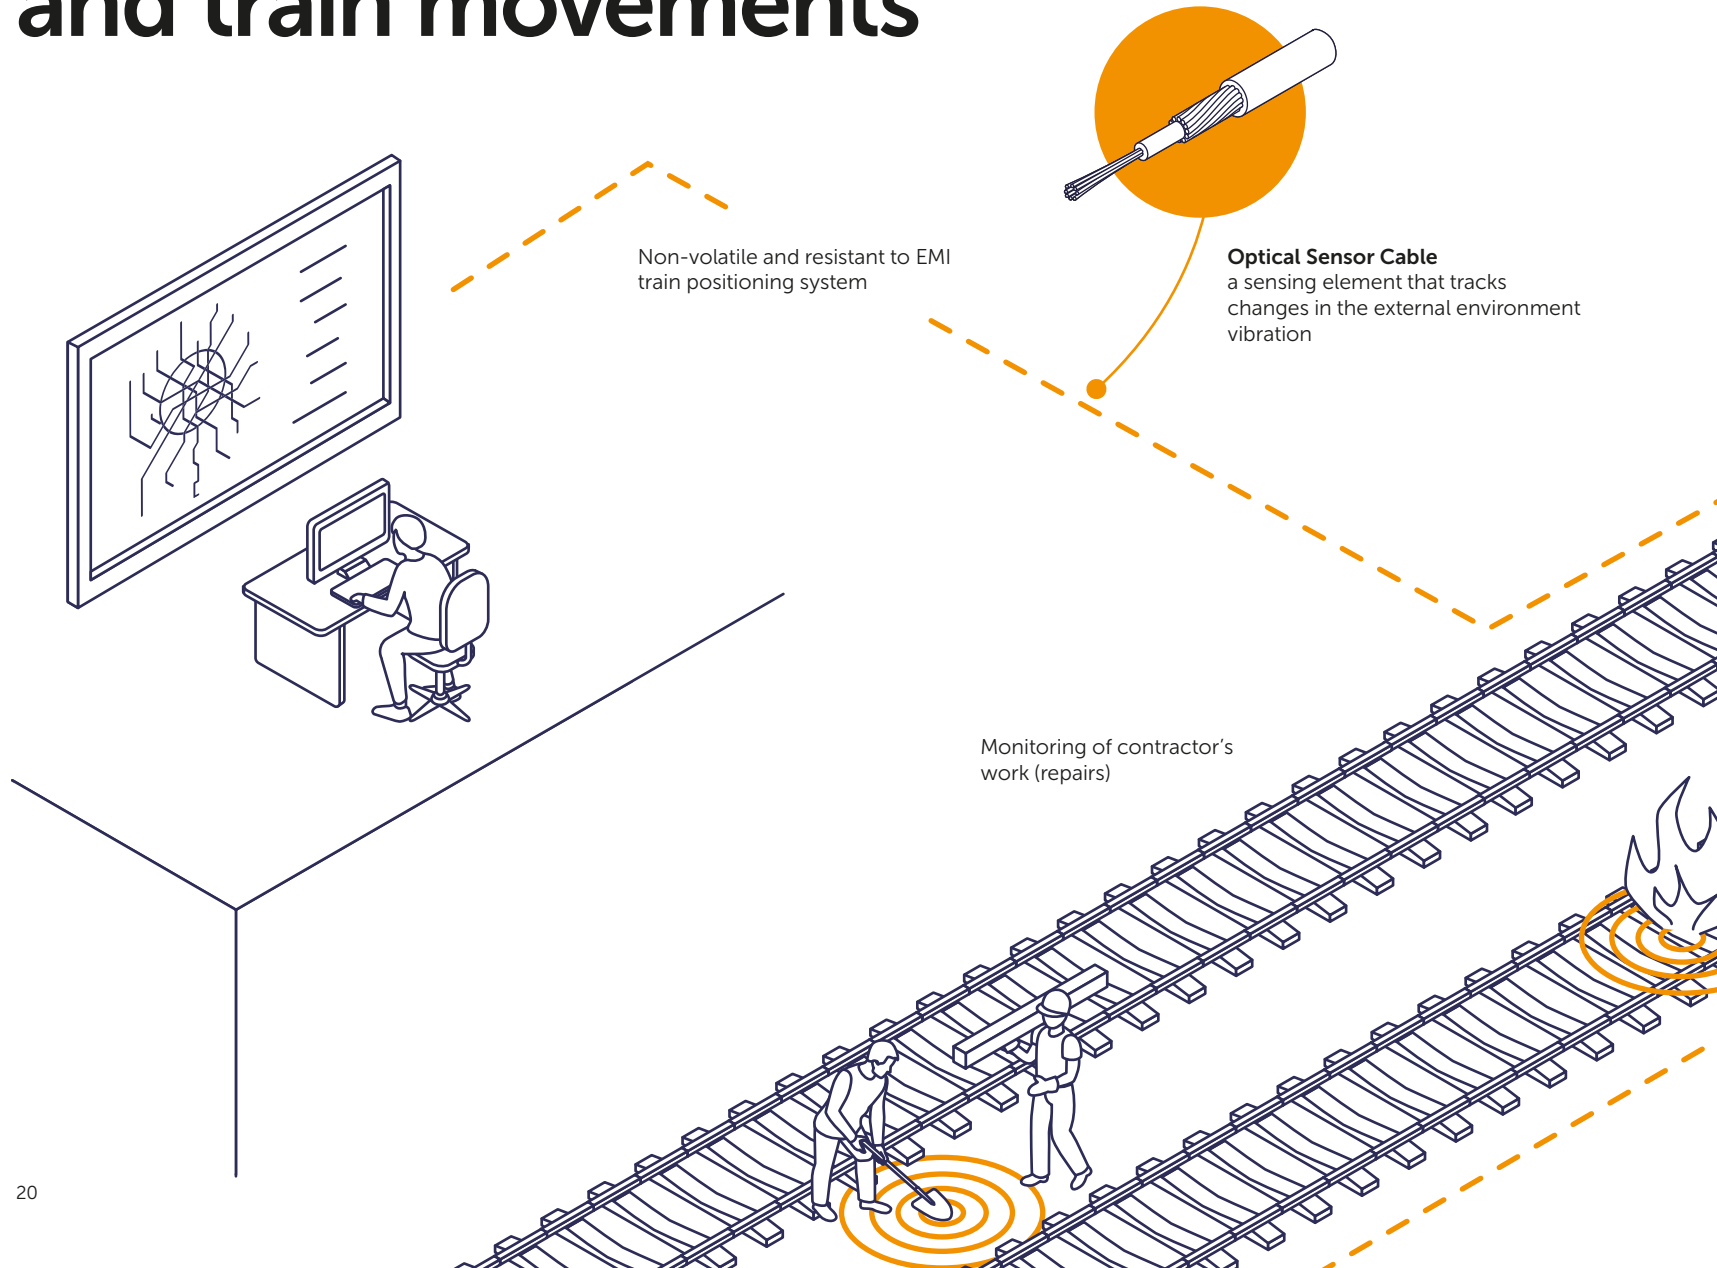 and train movements
Non-volatile and resistant to EMI
train positioning system
Optical Sensor Cable
a sensing element that tracks
changes in the external environment
vibration
Monitoring of contractor's
work (repairs)
20